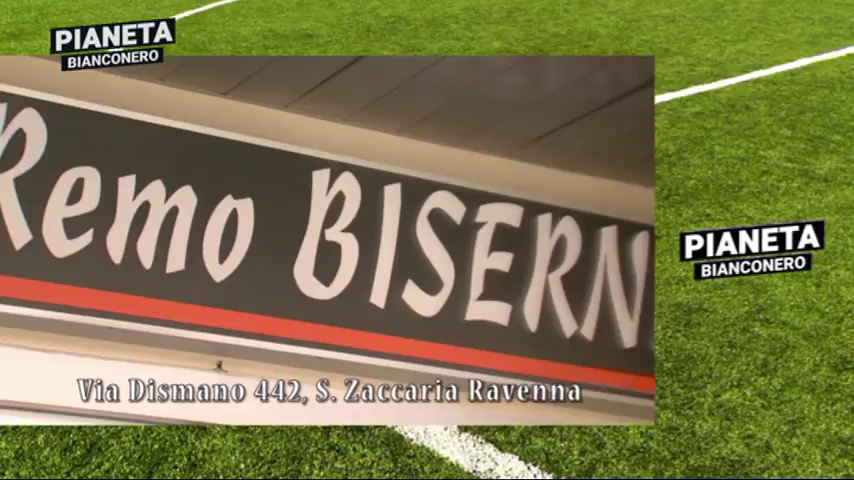 PIANETA
BIANCONERO
Remo BISERN
Via Dismano 442, S. Zaccaria Ravenna
PIANETA
BIANCONERO